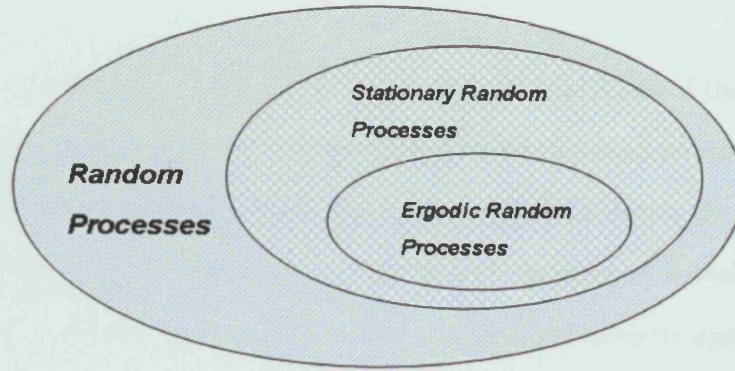 Stationary Random
Processes
Random
Processes
Ergodic Random
Processes